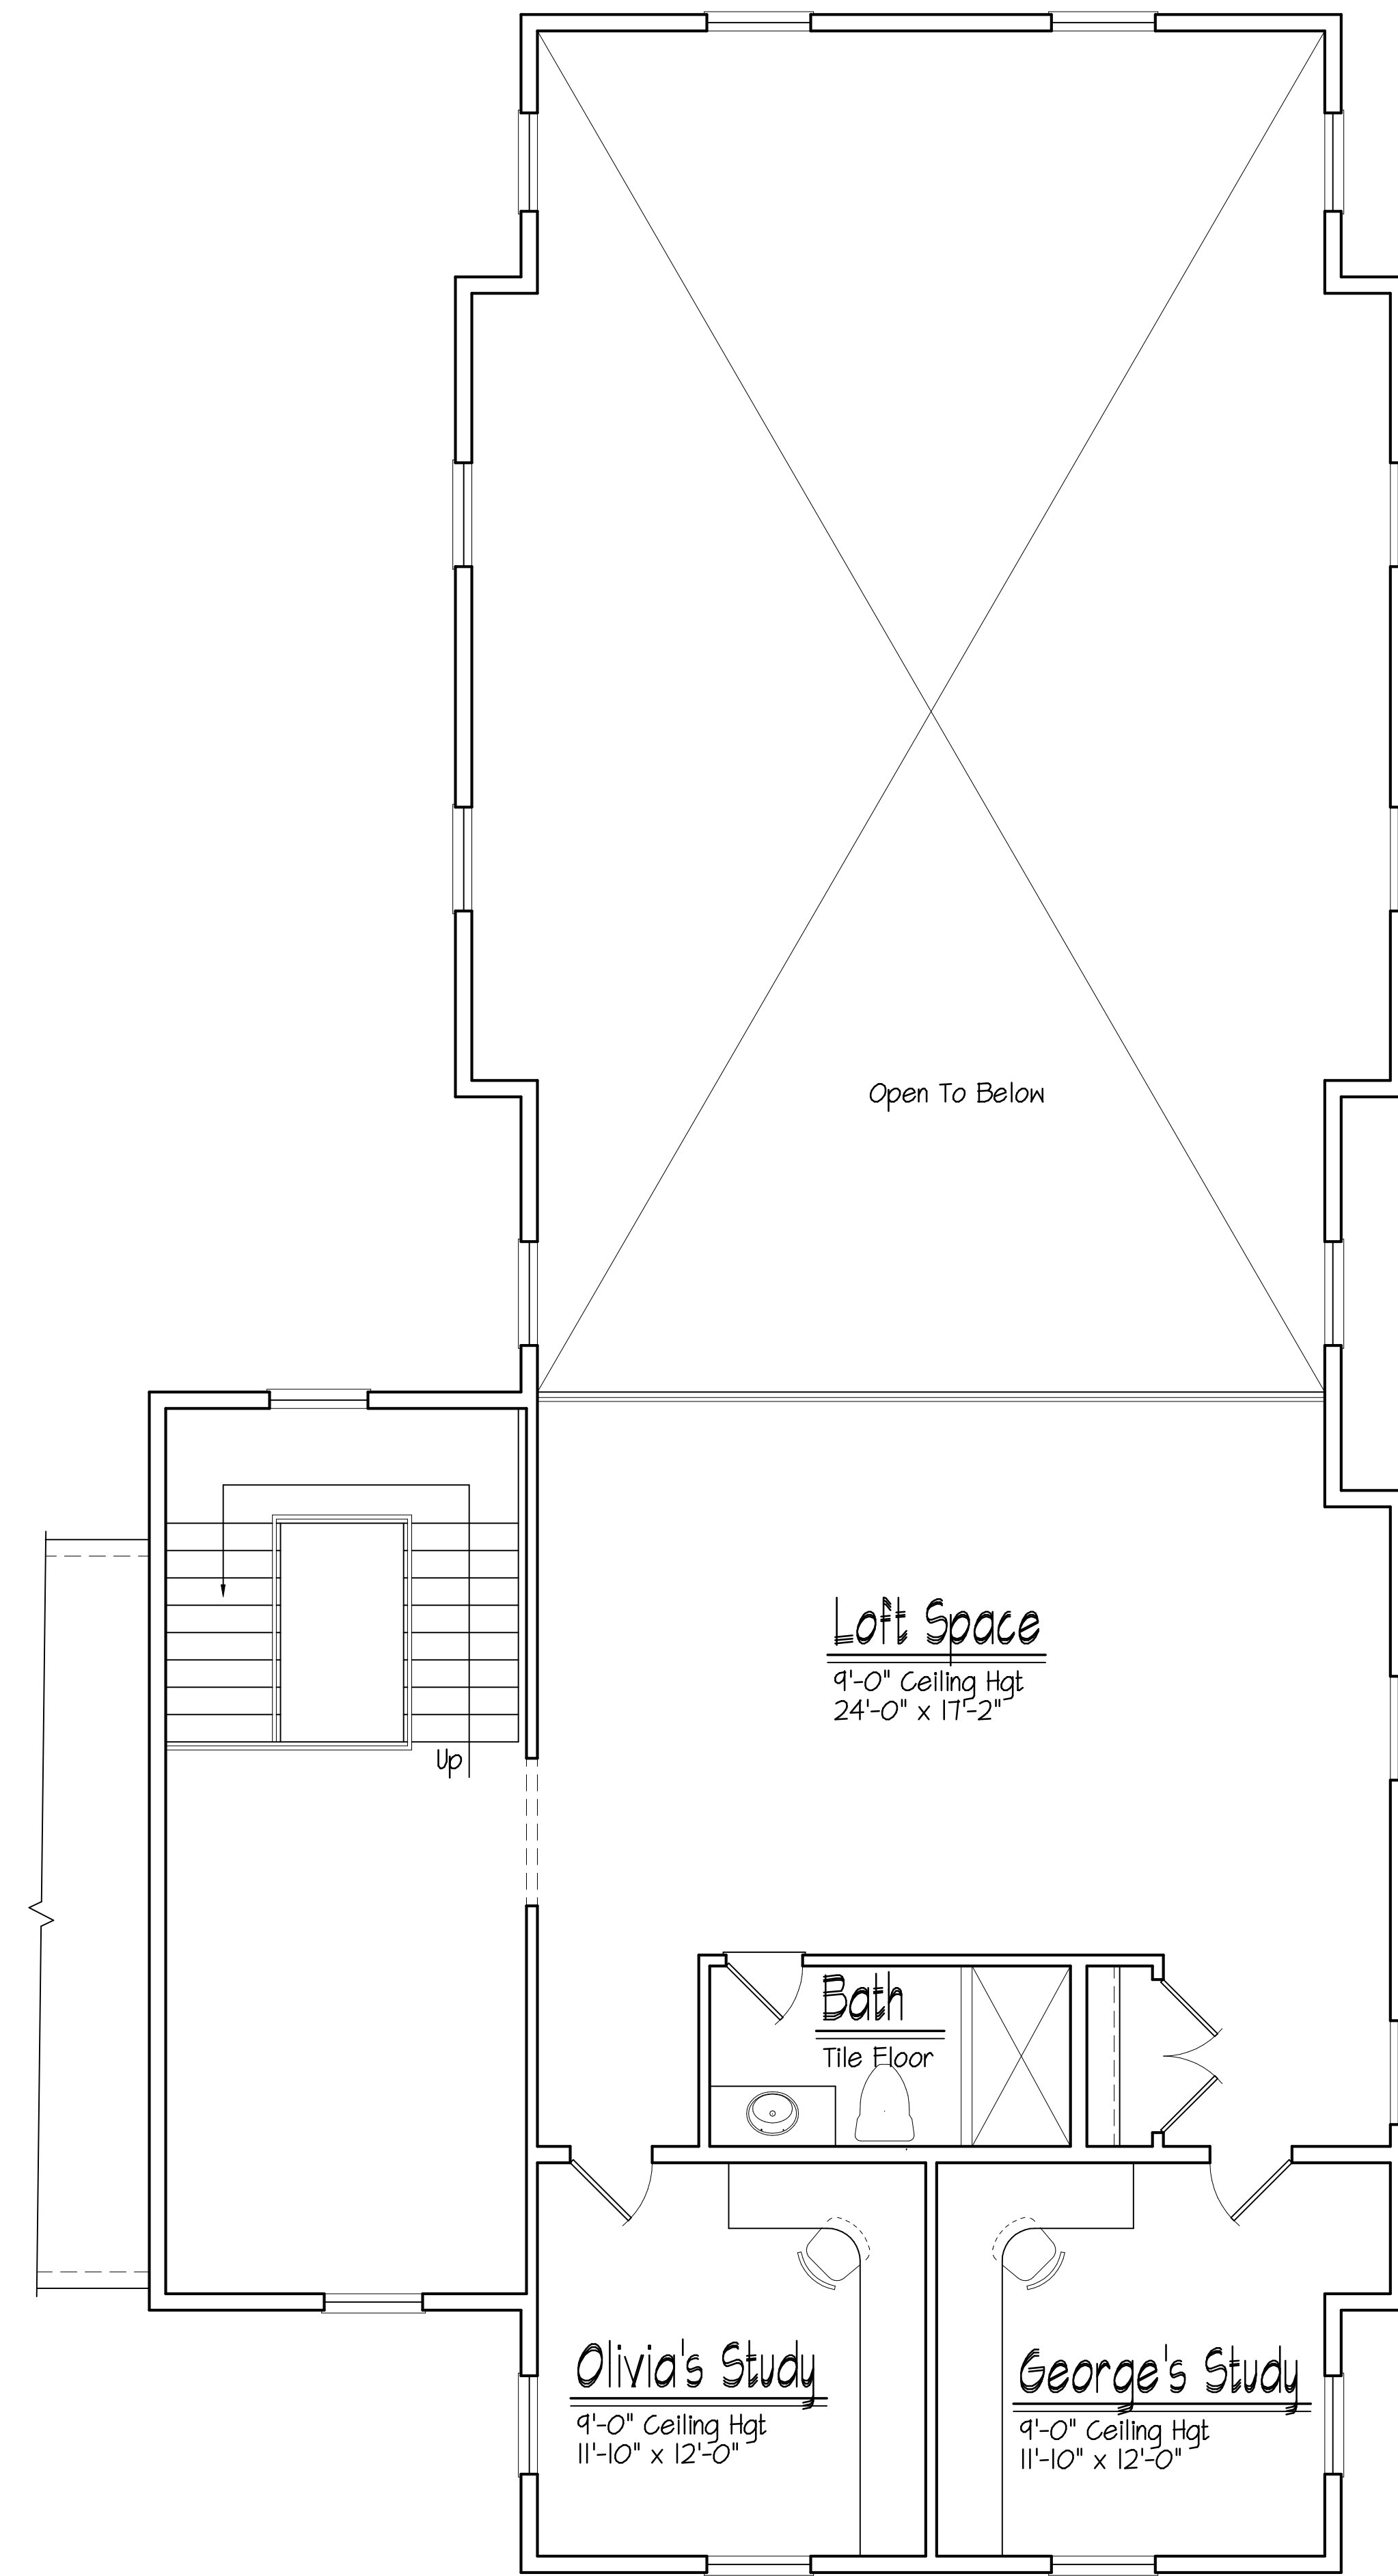 Open To Below
Loft Space
9'-0" Ceiling Hgt
24'-0" x 17'-2"
Up
Bath
Tile Floor
Olivia's Study
9'-0" Ceiling Hgt
11'-10" x 12'-0"
George's Study
9'-0" Ceiling Hgt
11'-10" x 12'-0"